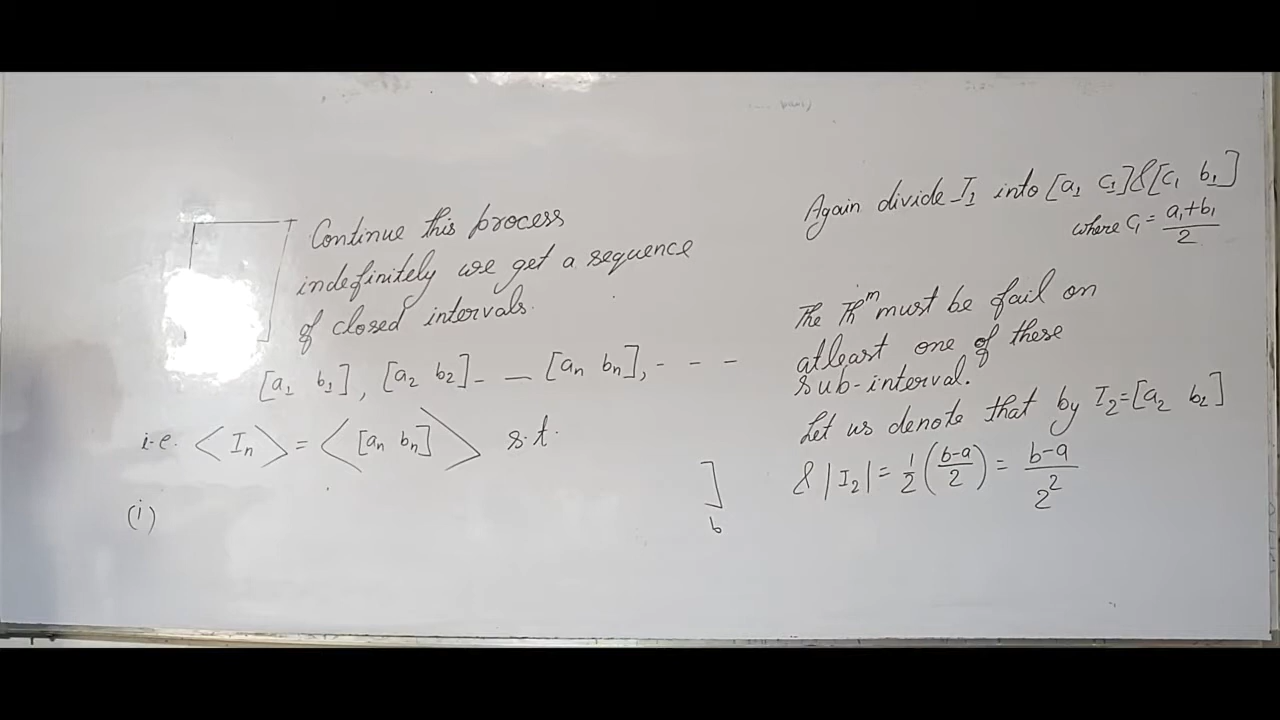 Continue this process
indefinitely we get a sequence
of closed intervals.
[a₁ b₁], [a₂ b₂]- — [aₙ bₙ],- - -
i.e. <Iₙ> = <[aₙ bₙ]> s.t.
(i)
]
b
Again divide I₁ into [a₁ c₁] & [c₁ b₁]
where c₁ = (a₁+b₁)/2
The Thᵐ must be fail on
atleast one of these
sub-interval.
Let us denote that by I₂=[a₂ b₂]
& |I₂| = 1/2 ((b-a)/2) = (b-a)/2²